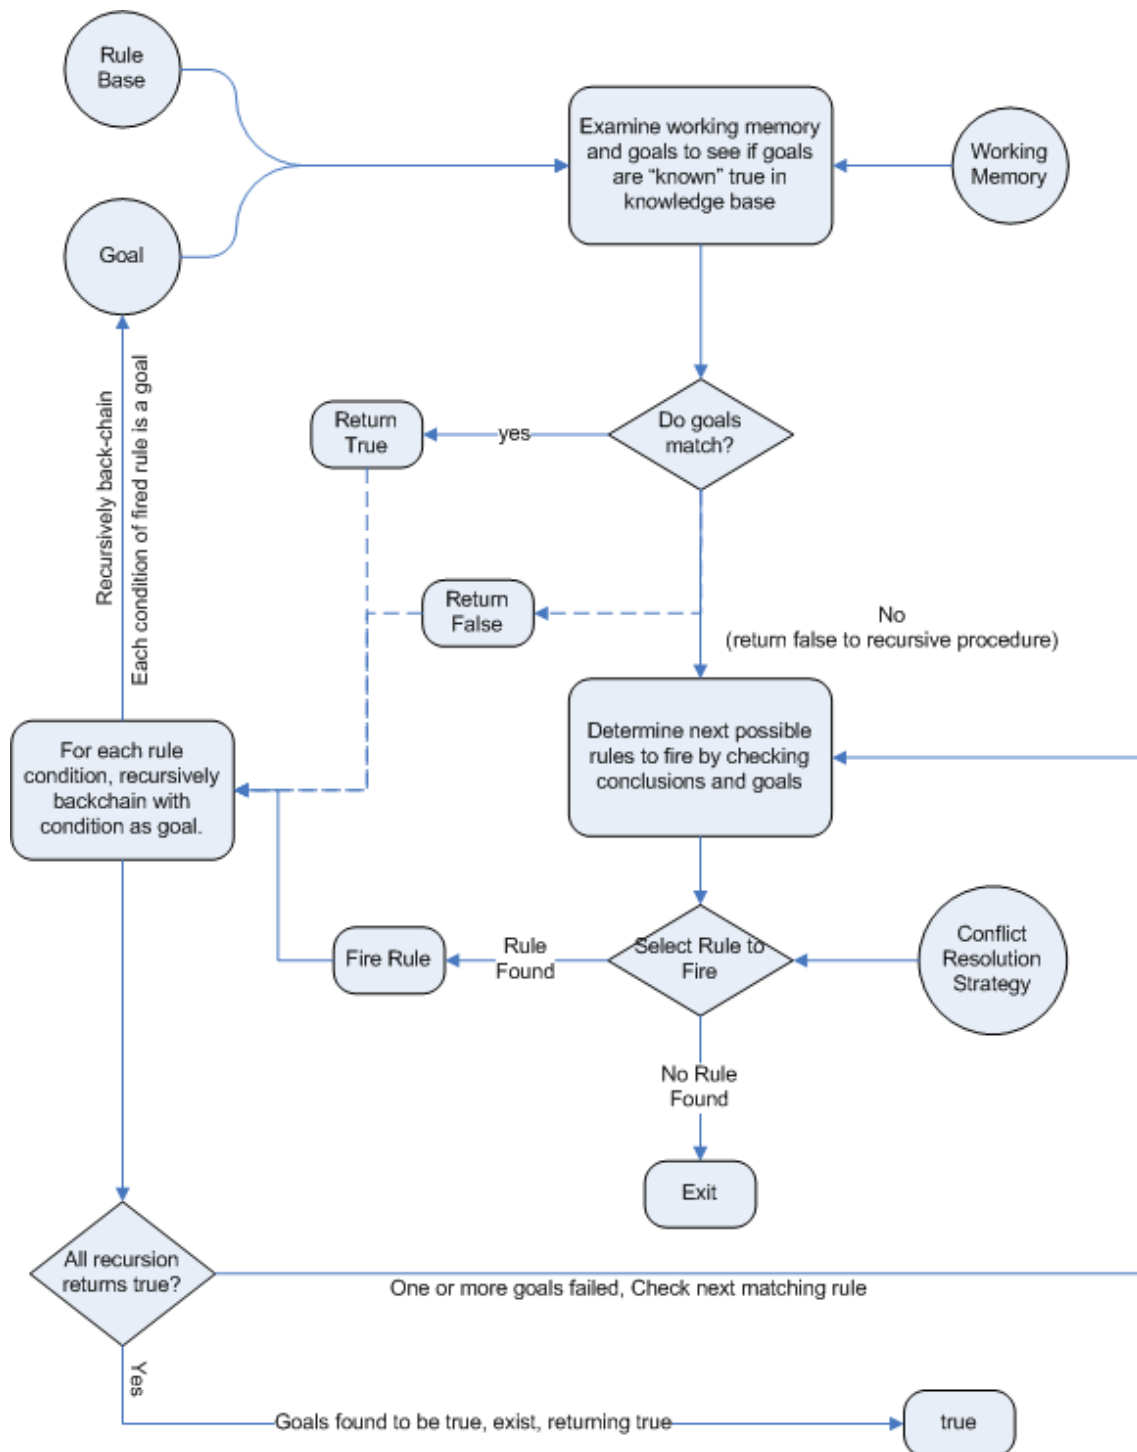 Rule
Base
Examine working memory
and goals to see if goals
are “known” true in
knowledge base
Working
Memory
Goal
Recursively back-chain
Each condition of fired rule is a goal
Return
True
yes
Do goals
match?
Return
False
No
(return false to recursive procedure)
For each rule
condition, recursively
backchain with
condition as goal.
Determine next possible
rules to fire by checking
conclusions and goals
Fire Rule
Rule
Found
Select Rule to
Fire
Conflict
Resolution
Strategy
No Rule
Found
Exit
All recursion
returns true?
One or more goals failed, Check next matching rule
Yes
Goals found to be true, exist, returning true
true